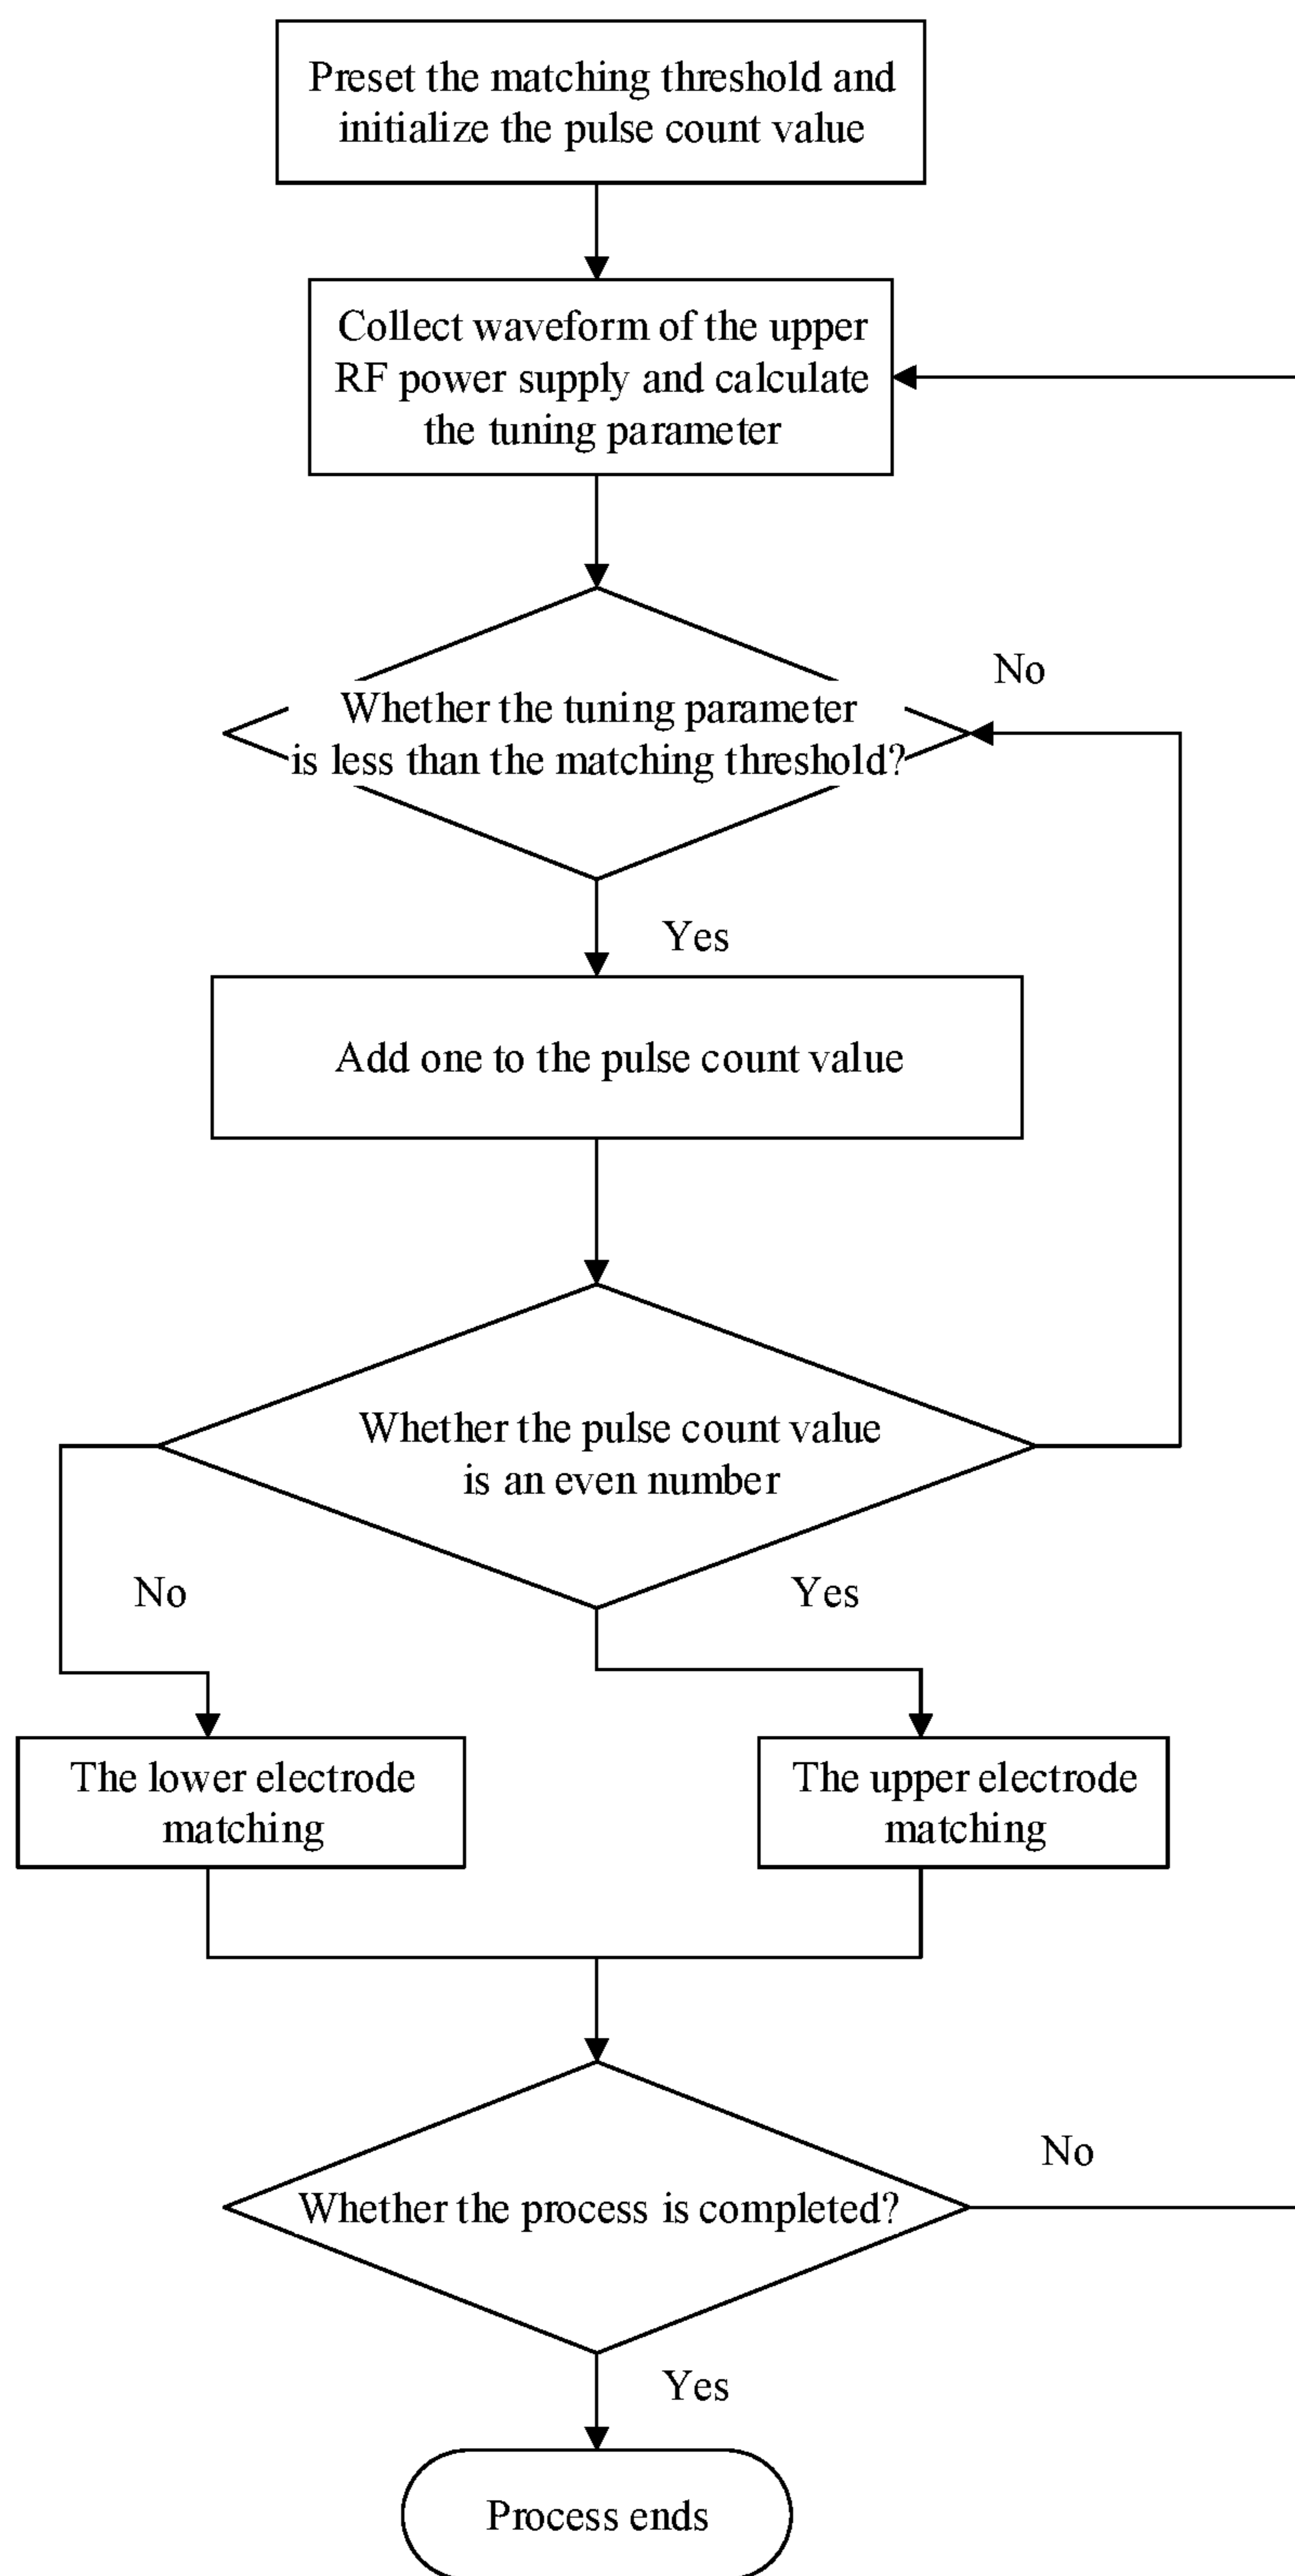 Preset the matching threshold and
initialize the pulse count value
Collect waveform of the upper
RF power supply and calculate
the tuning parameter
No
Whether the tuning parameter
is less than the matching threshold?
Yes
Add one to the pulse count value
Whether the pulse count value
is an even number
No
Yes
The lower electrode
matching
The upper electrode
matching
No
Whether the process is completed?
Yes
Process ends